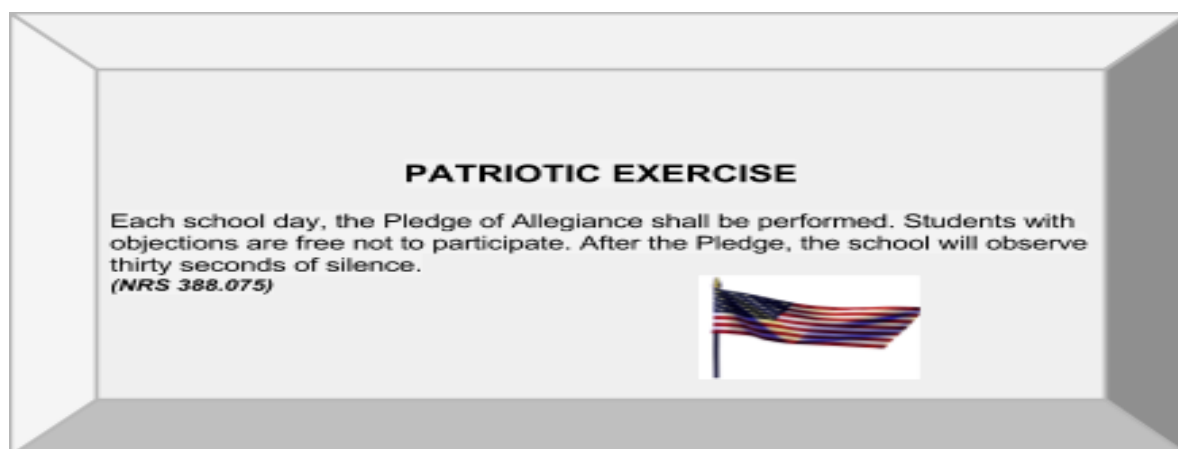 PATRIOTIC EXERCISE
Each school day, the Pledge of Allegiance shall be performed. Students with
objections are free not to participate. After the Pledge, the school will observe
thirty seconds of silence.
(NRS 388.075)